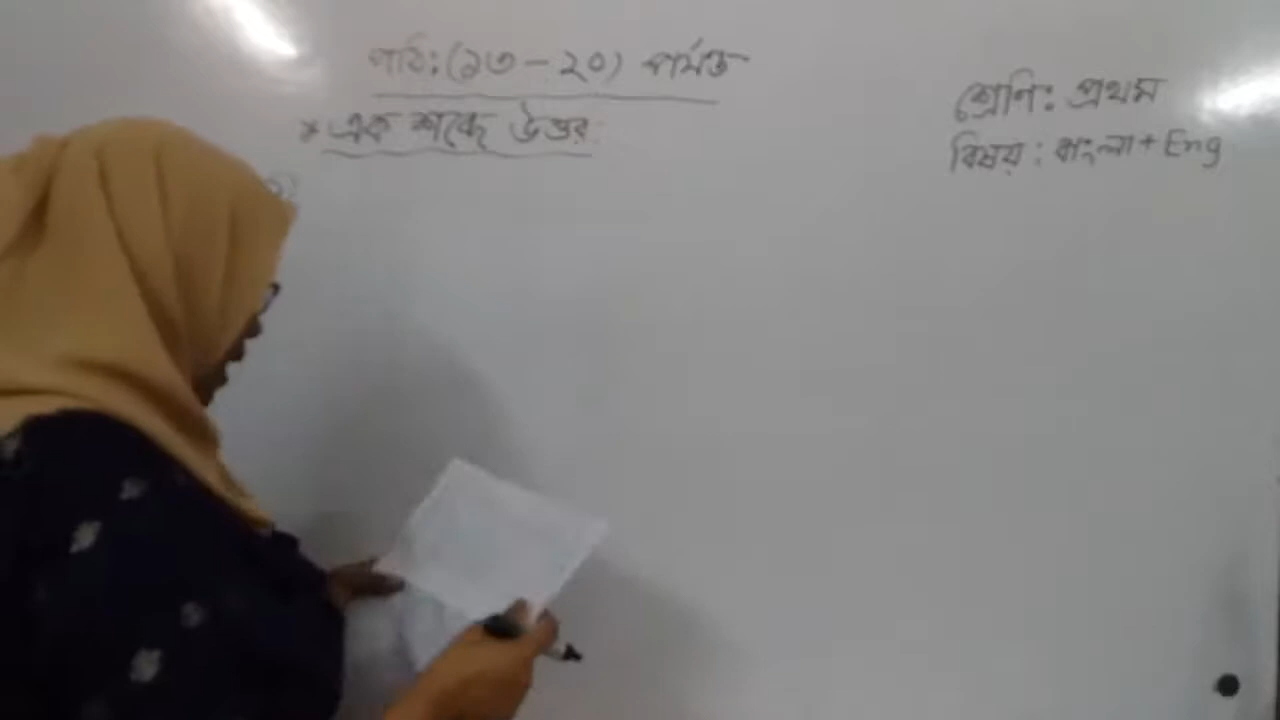 পাঠ: (১৩ - ২০) পর্যন্ত
* এক শব্দে উত্তর:
শ্রেণি: প্রথম
বিষয়: বাংলা + Eng